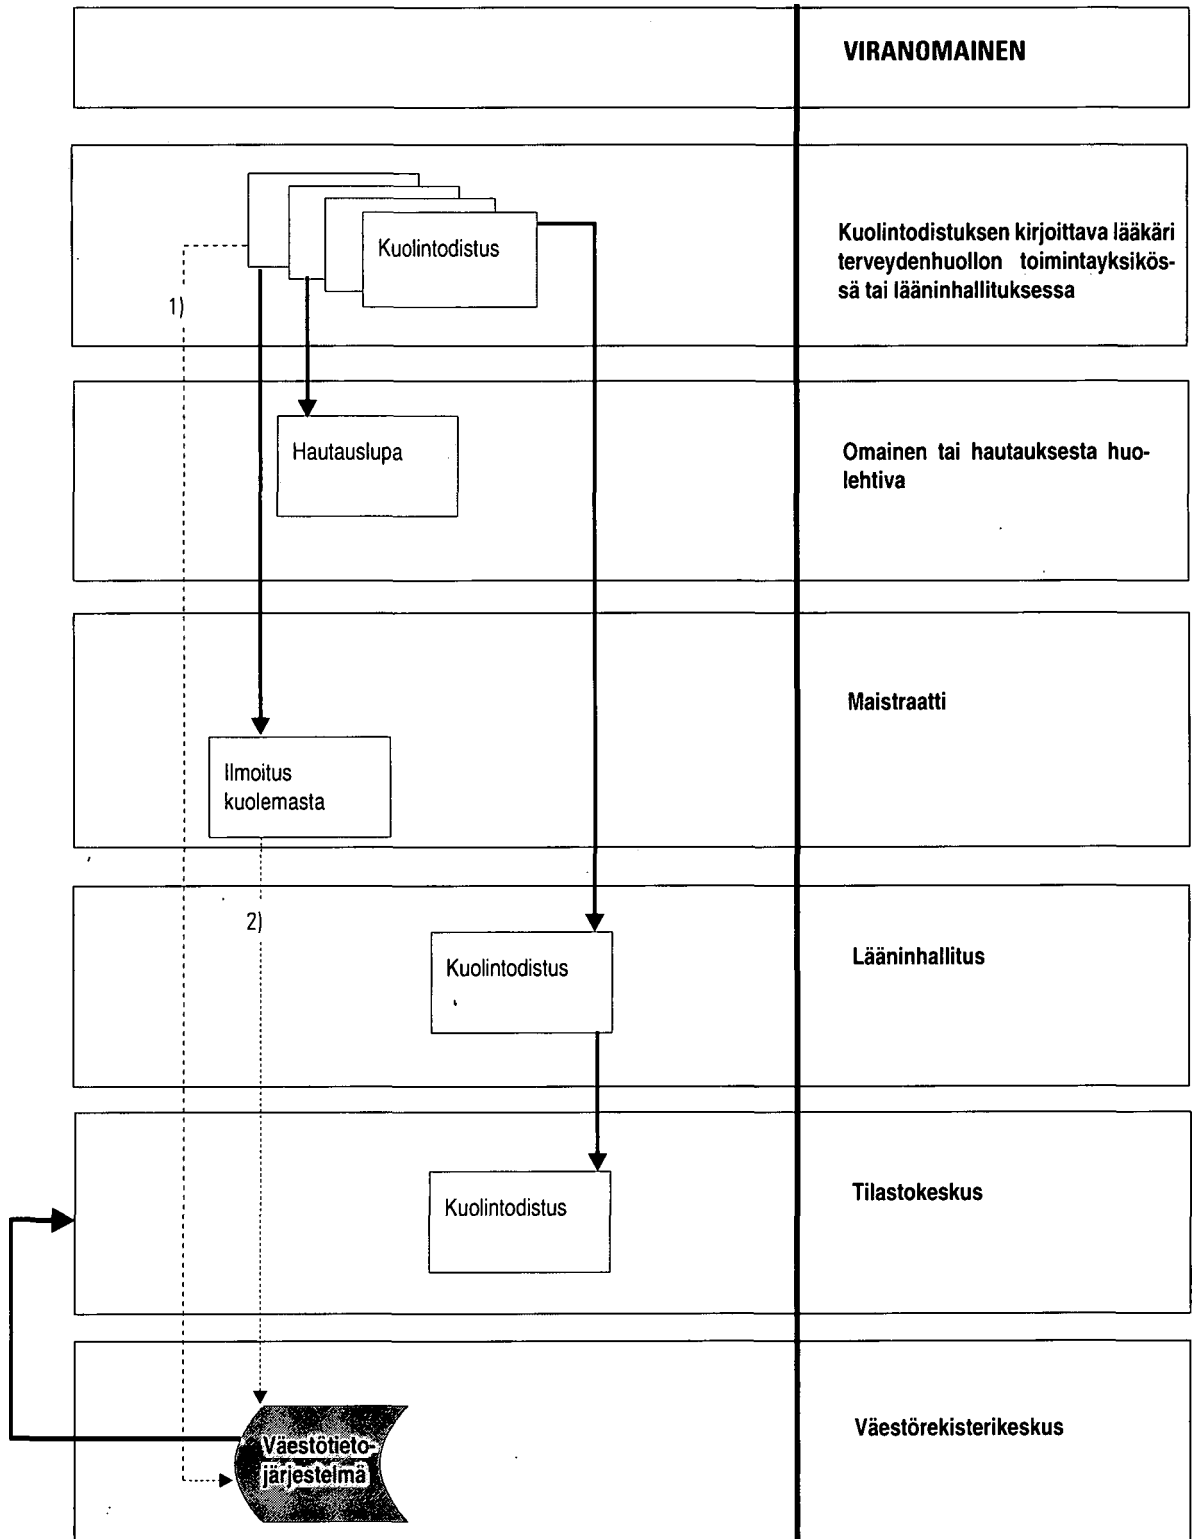 VIRANOMAINEN
Kuolintodistus
Kuolintodistuksen kirjoittava lääkäri
terveydenhuollon toimintayksikös-
sä tai lääninhallituksessa
1)
Hautauslupa
Omainen tai hautauksesta huo-
lehtiva
Maistraatti
Ilmoitus
kuolemasta
2)
Kuolintodistus
Lääninhallitus
Kuolintodistus
Tilastokeskus
Väestötieto-
järjestelmä
Väestörekisterikeskus